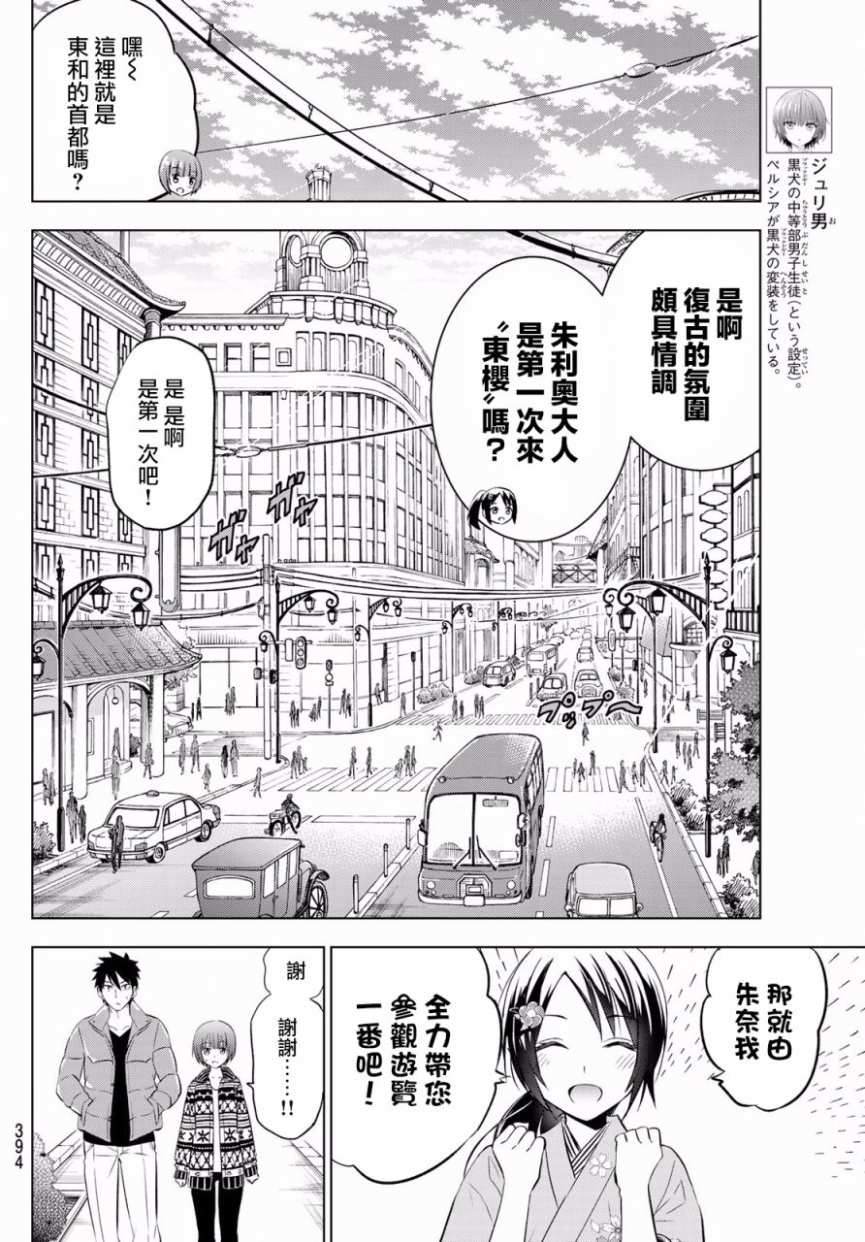 嘿～
這裡就是
東和的首都嗎？
ジュリ男
お
黒犬の中等部男子生徒（という設定）。
ペルシアが黒犬の変装をしている。
是啊
復古的氛圍
頗具情調
朱利奧大人
是第一次來
〝東櫻〞嗎？
是 是啊
是第一次吧！
ガヤ
ガヤ
プップ〜
那就由
朱奈我
全力帶您
參觀遊覽
一番吧！
謝
謝謝……!!
394